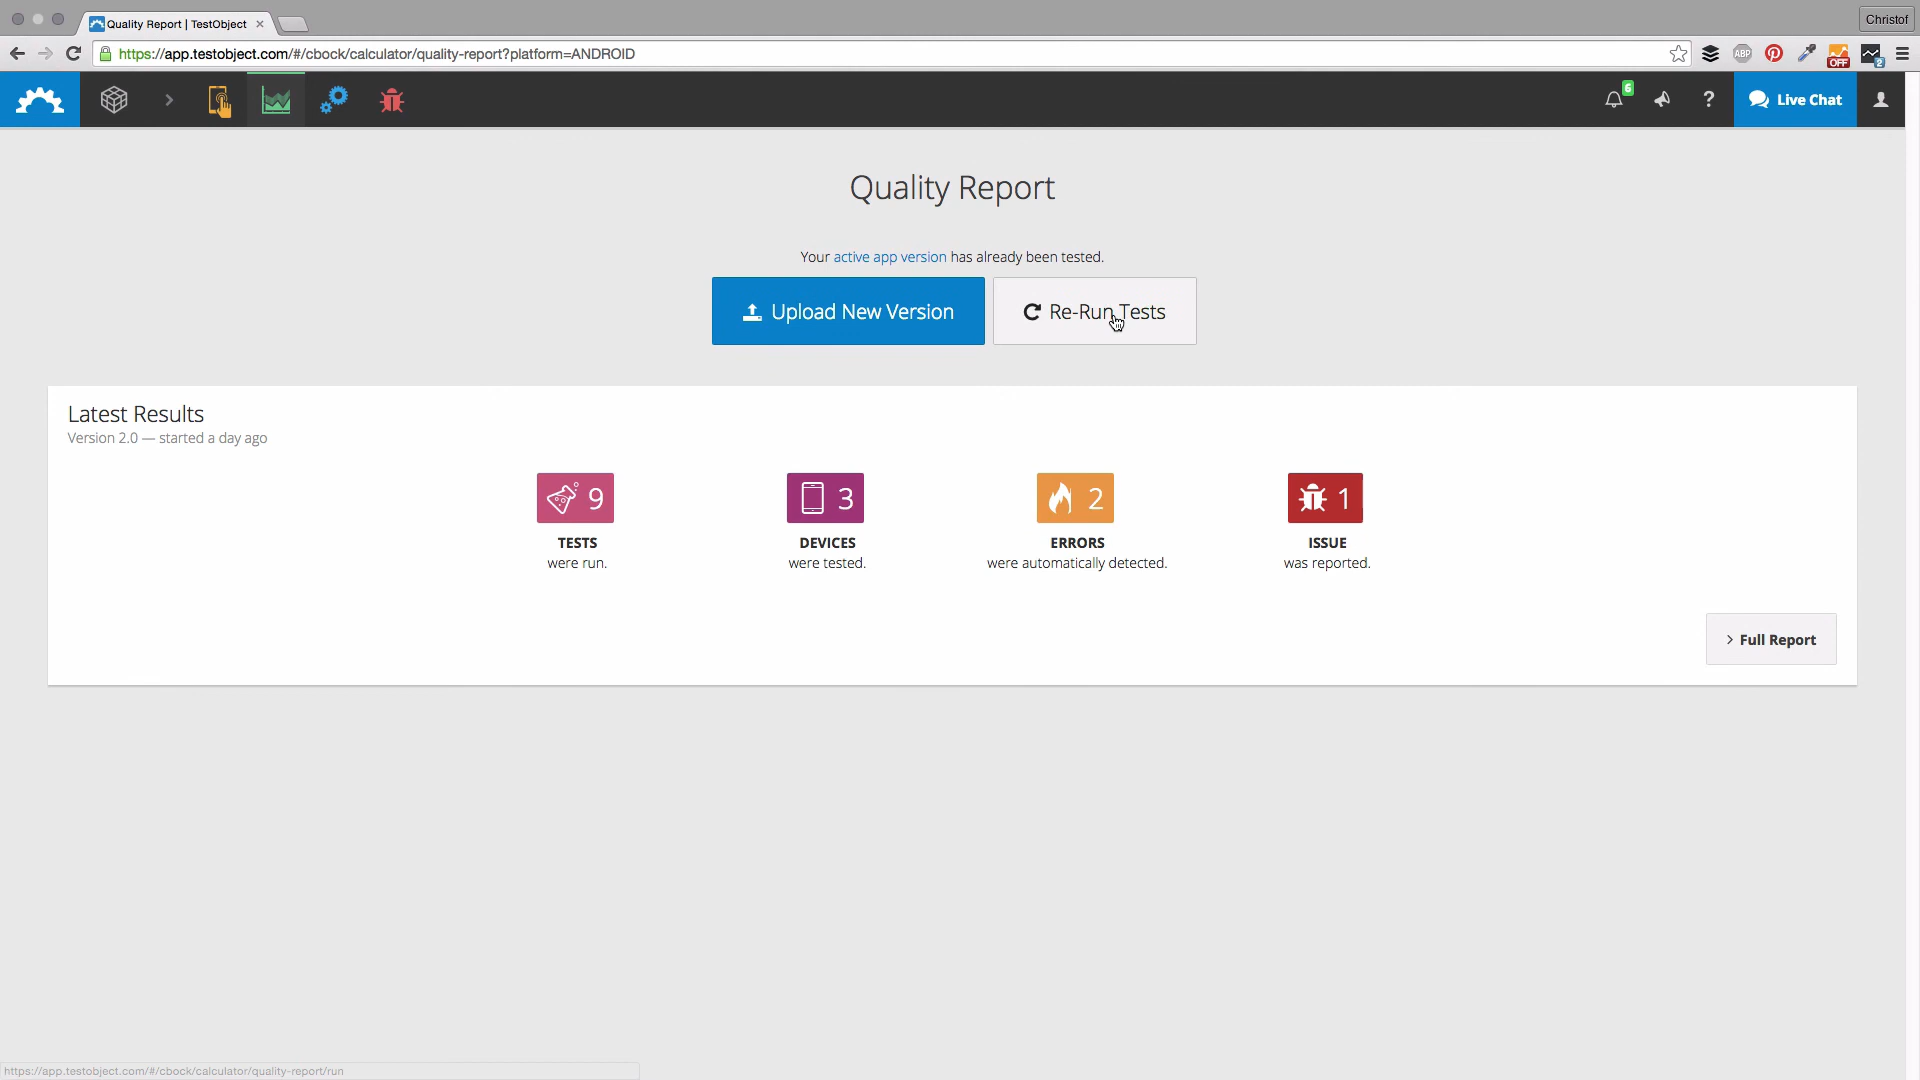 Quality Report | TestObject
Christof
https://app.testobject.com/#/cbock/calculator/quality-report?platform=ANDROID
ABP
OFF
2
6
?
Live Chat
Quality Report
Your active app version has already been tested.
Upload New Version
Re-Run Tests
Latest Results
Version 2.0 — started a day ago
9
3
2
1
TESTS
DEVICES
ERRORS
ISSUE
were run.
were tested.
were automatically detected.
was reported.
Full Report
https://app.testobject.com/#/cbock/calculator/quality-report/run